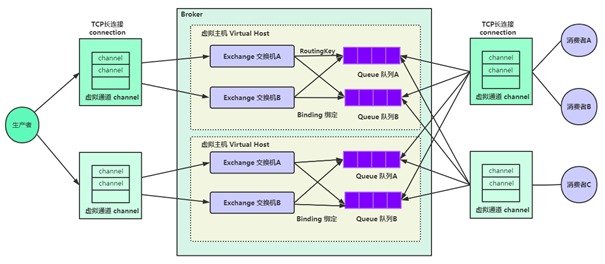 TCP长连接
connection
channel
channel
虚拟通道 channel
生产者
channel
channel
虚拟通道 channel
Broker
虚拟主机 Virtual Host
Exchange 交换机A
RoutingKey
Queue 队列A
Exchange 交换机B
Queue 队列B
Binding 绑定
虚拟主机 Virtual Host
Exchange 交换机A
Queue 队列A
Exchange 交换机B
Queue 队列B
Binding 绑定
TCP长连接
connection
channel
channel
虚拟通道 channel
channel
channel
虚拟通道 channel
消费者A
消费者B
消费者C